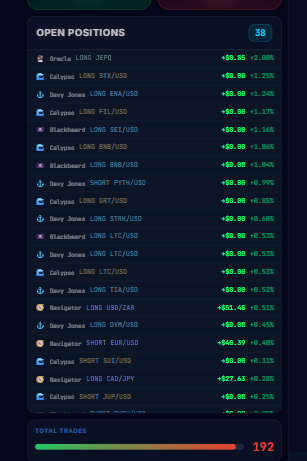 OPEN POSITIONS 38
Oracle LONG JEPQ +$0.85 +2.00%
Calypso LONG STX/USD +$0.00 +1.25%
Davy Jones LONG ENA/USD +$0.00 +1.24%
Calypso LONG FIL/USD +$0.00 +1.17%
Blackbeard LONG SEI/USD +$0.00 +1.16%
Calypso LONG BNB/USD +$0.00 +1.06%
Blackbeard LONG BNB/USD +$0.00 +1.04%
Davy Jones SHORT PYTH/USD +$0.00 +0.99%
Calypso LONG GRT/USD +$0.00 +0.85%
Davy Jones LONG STRK/USD +$0.00 +0.60%
Blackbeard LONG LTC/USD +$0.00 +0.53%
Davy Jones LONG LTC/USD +$0.00 +0.53%
Calypso LONG LTC/USD +$0.00 +0.53%
Davy Jones LONG TIA/USD +$0.00 +0.52%
Navigator LONG USD/ZAR +$51.48 +0.51%
Davy Jones LONG DYM/USD +$0.00 +0.45%
Navigator SHORT EUR/USD +$40.39 +0.40%
Calypso SHORT SUI/USD +$0.00 +0.31%
Navigator LONG CAD/JPY +$27.63 +0.28%
Calypso SHORT JUP/USD +$0.00 +0.25%
TOTAL TRADES
192